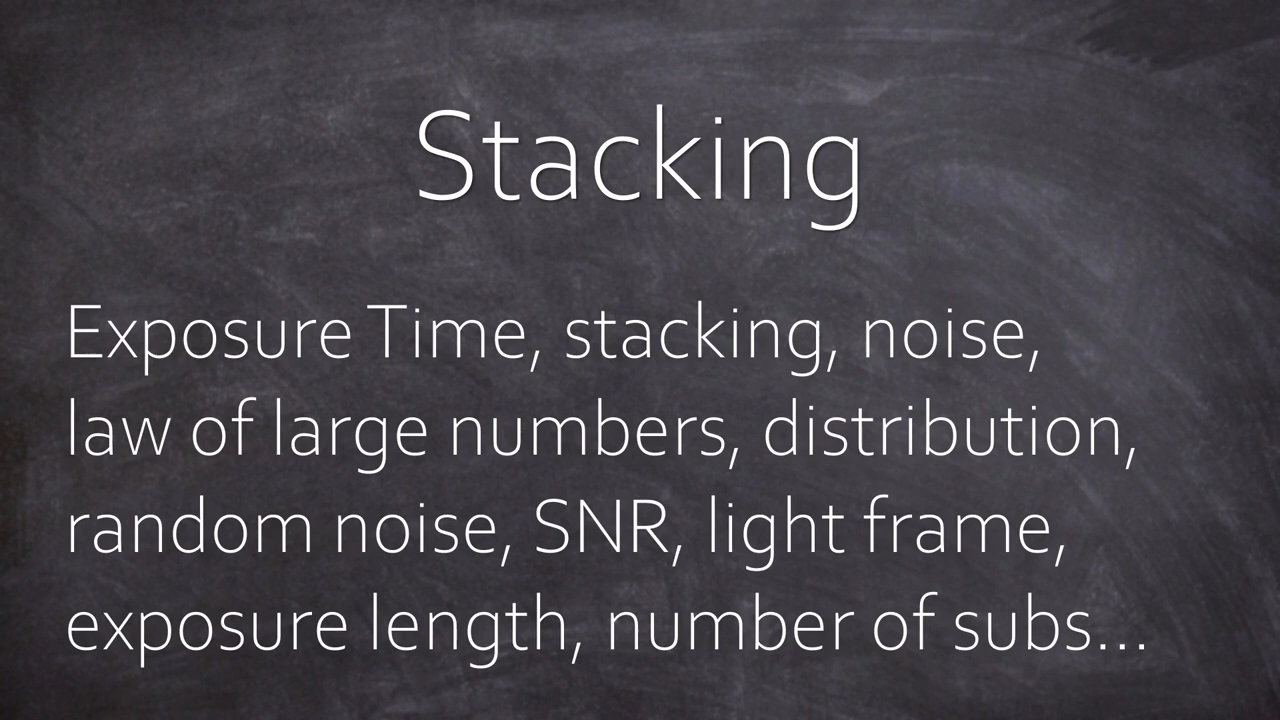 Stacking
Exposure Time, stacking, noise,
law of large numbers, distribution,
random noise, SNR, light frame,
exposure length, number of subs...